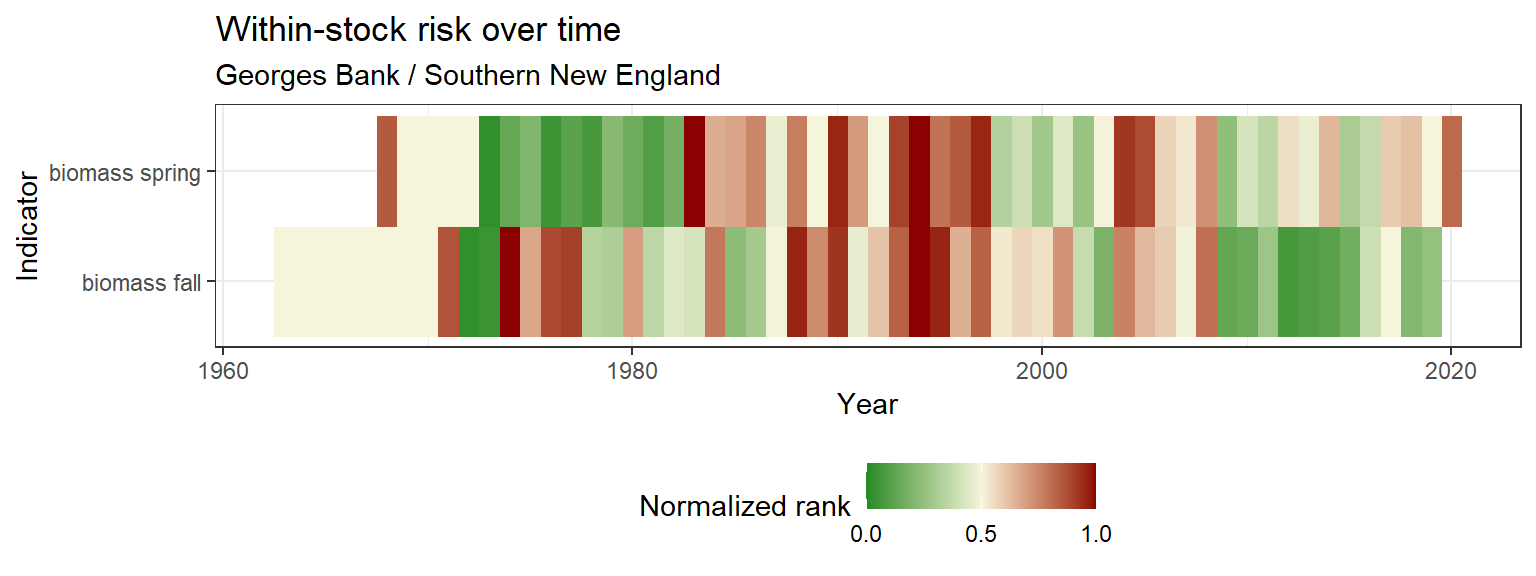 Within-stock risk over time
Georges Bank / Southern New England
Indicator
biomass spring
biomass fall
1960 1980 2000 2020
Year
Normalized rank
0.0 0.5 1.0